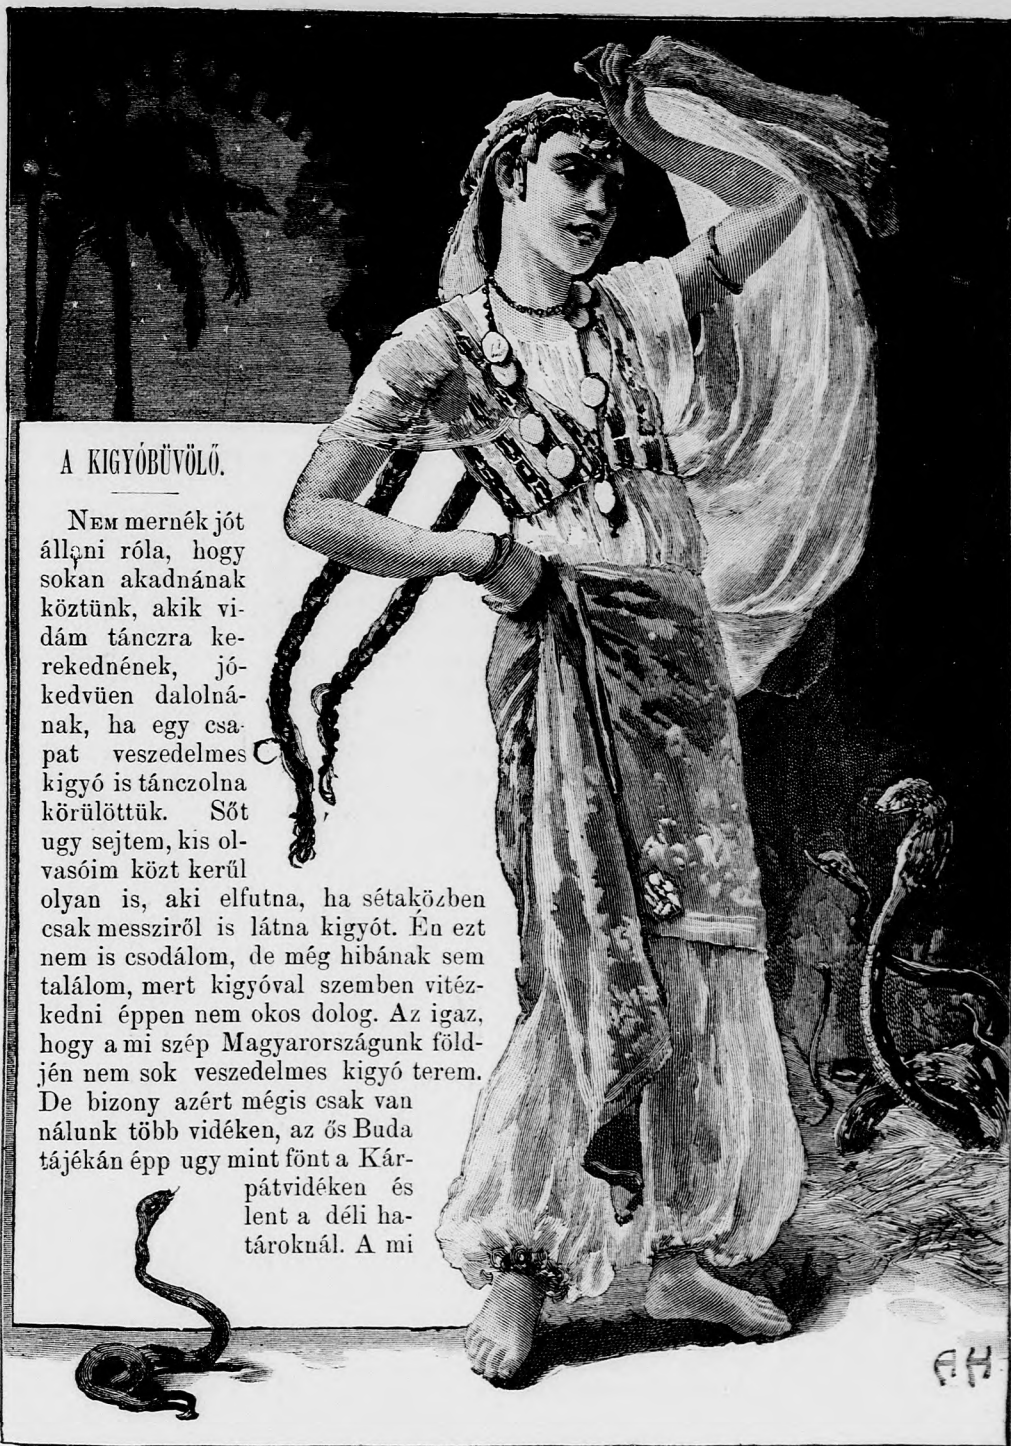 A KIGYÓBŰVÖLŐ.
NEM mernék jót
állani róla, hogy
sokan akadnának
köztünk, akik vi-
dám tánczra ke-
rekednének, jó-
kedvüen dalolná-
nak, ha egy csa-
pat veszedelmes
kigyó is tánczolna
körülöttük. Sőt
ugy sejtem, kis ol-
vasóim közt kerűl
olyan is, aki elfutna, ha sétaközben
csak messziről is látna kigyót. Én ezt
nem is csodálom, de még hibának sem
találom, mert kigyóval szemben vitéz-
kedni éppen nem okos dolog. Az igaz,
hogy a mi szép Magyarországunk föld-
jén nem sok veszedelmes kigyó terem.
De bizony azért mégis csak van
nálunk több vidéken, az ős Buda
tájékán épp ugy mint fönt a Kár-
pátvidéken és
lent a déli ha-
tároknál. A mi
AH